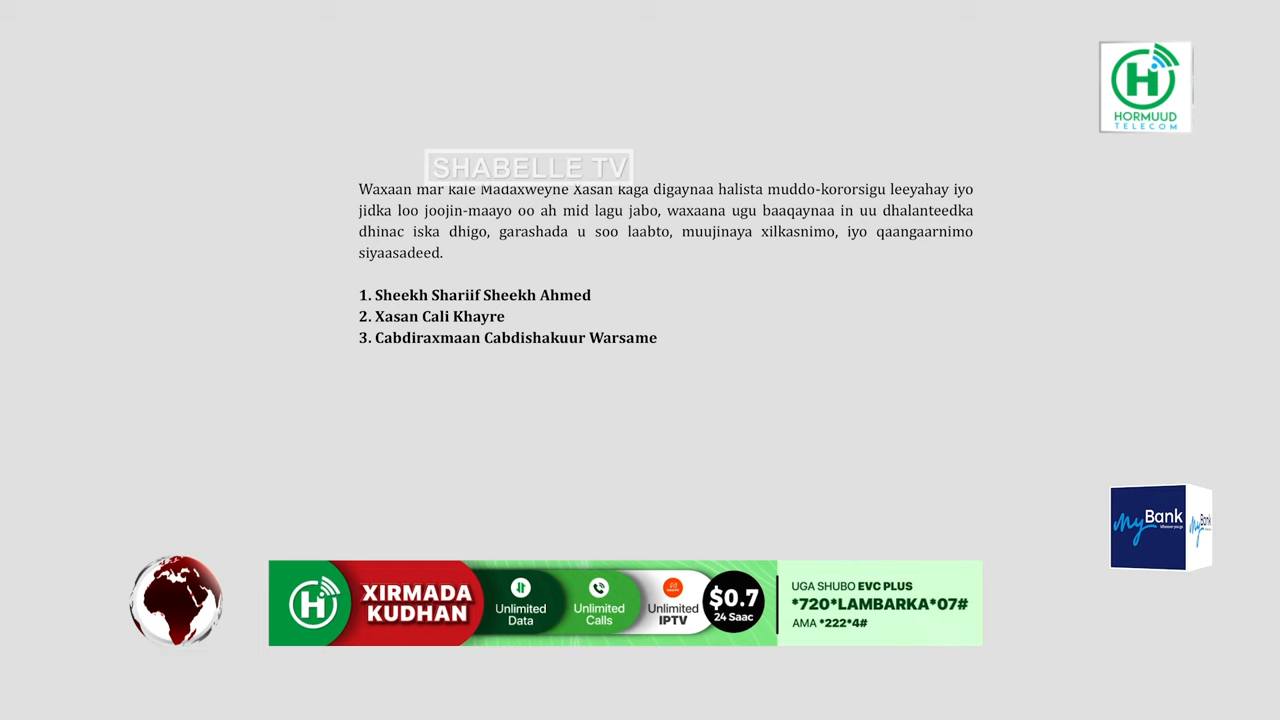 HORMUUD
TELECOM
SHABELLE TV
Waxaan mar kale Madaxweyne Xasan kaga digaynaa halista muddo-kororsigu leeyahay iyo
jidka loo joojin-maayo oo ah mid lagu jabo, waxaana ugu baaqaynaa in uu dhalanteedka
dhinac iska dhigo, garashada u soo laabto, muujinaya xilkasnimo, iyo qaangaarnimo
siyaasadeed.
1. Sheekh Shariif Sheekh Ahmed
2. Xasan Cali Khayre
3. Cabdiraxmaan Cabdishakuur Warsame
My Bank
My Bank
XIRMADA
KUDHAN
Unlimited
Data
Unlimited
Calls
Unlimited
IPTV
$0.7
24 Saac
UGA SHUBO EVC PLUS
*720*LAMBARKA*07#
AMA *222*4#